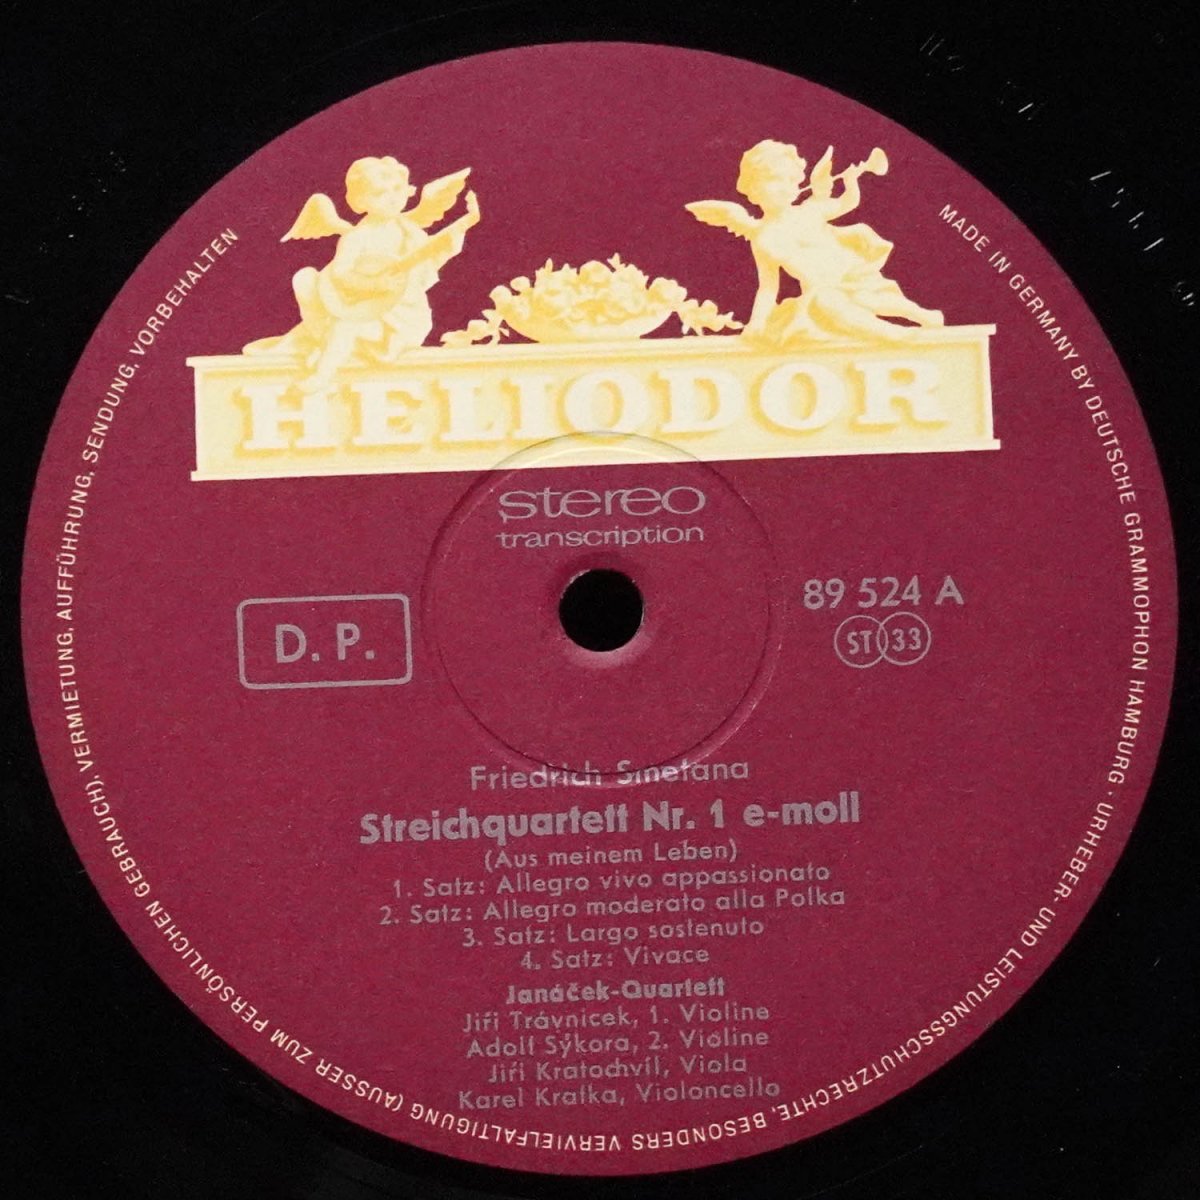 HELIODOR
stereo
transcription
D. P.
89 524 A
ST 33
Friedrich Smetana
Streichquartett Nr. 1 e-moll
(Aus meinem Leben)
1. Satz: Allegro vivo appassionato
2. Satz: Allegro moderato alla Polka
3. Satz: Largo sostenuto
4. Satz: Vivace
Janáček-Quartett
Jiří Trávnicek, 1. Violine
Adolf Sýkora, 2. Violine
Jiří Kratochvíl, Viola
Karel Krafka, Violoncello
MADE IN GERMANY BY DEUTSCHE GRAMMOPHON HAMBURG · URHEBER- UND LEISTUNGSSCHUTZRECHTE, BESONDERS VERVIELFÄLTIGUNG (AUSSER ZUM PERSÖNLICHEN GEBRAUCH), VERMIETUNG, AUFFÜHRUNG, SENDUNG, VORBEHALTEN